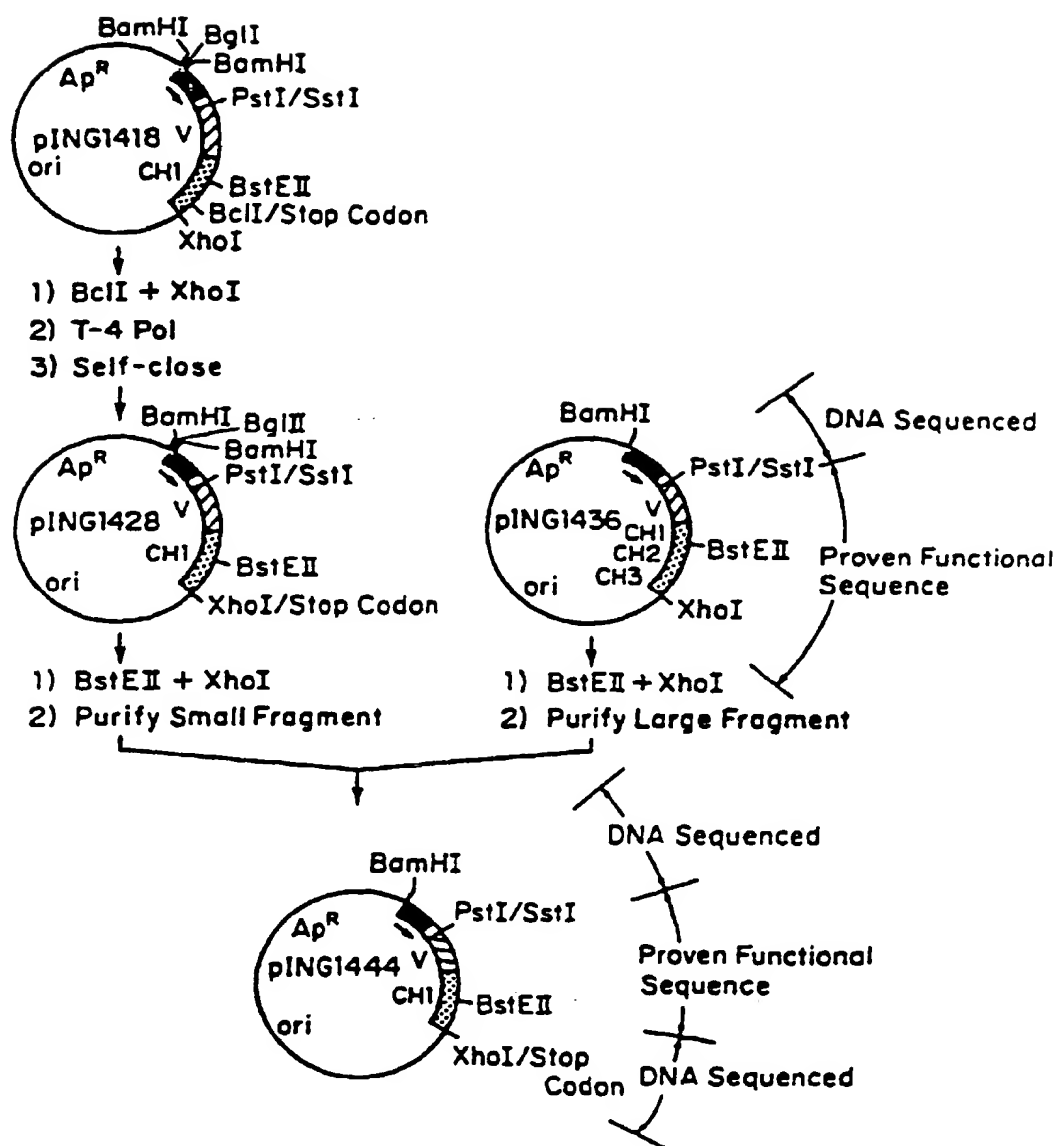 BamHI
BglI
BamHI
Ap^R
PstI/SstI
pING1418
V
ori
CH1
BstEII
BclI/Stop Codon
XhoI
1) BclI + XhoI
2) T-4 Pol
3) Self-close
BamHI
BglII
BamHI
Ap^R
PstI/SstI
pING1428
V
CH1
BstEII
ori
XhoI/Stop Codon
1) BstEII + XhoI
2) Purify Small Fragment
BamHI
Ap^R
PstI/SstI
pING1436
V
CH1
CH2
CH3
BstEII
ori
XhoI
DNA Sequenced
Proven Functional
Sequence
1) BstEII + XhoI
2) Purify Large Fragment
BamHI
Ap^R
PstI/SstI
pING1444
V
CH1
BstEII
ori
XhoI/Stop
Codon
DNA Sequenced
Proven Functional
Sequence
DNA Sequenced